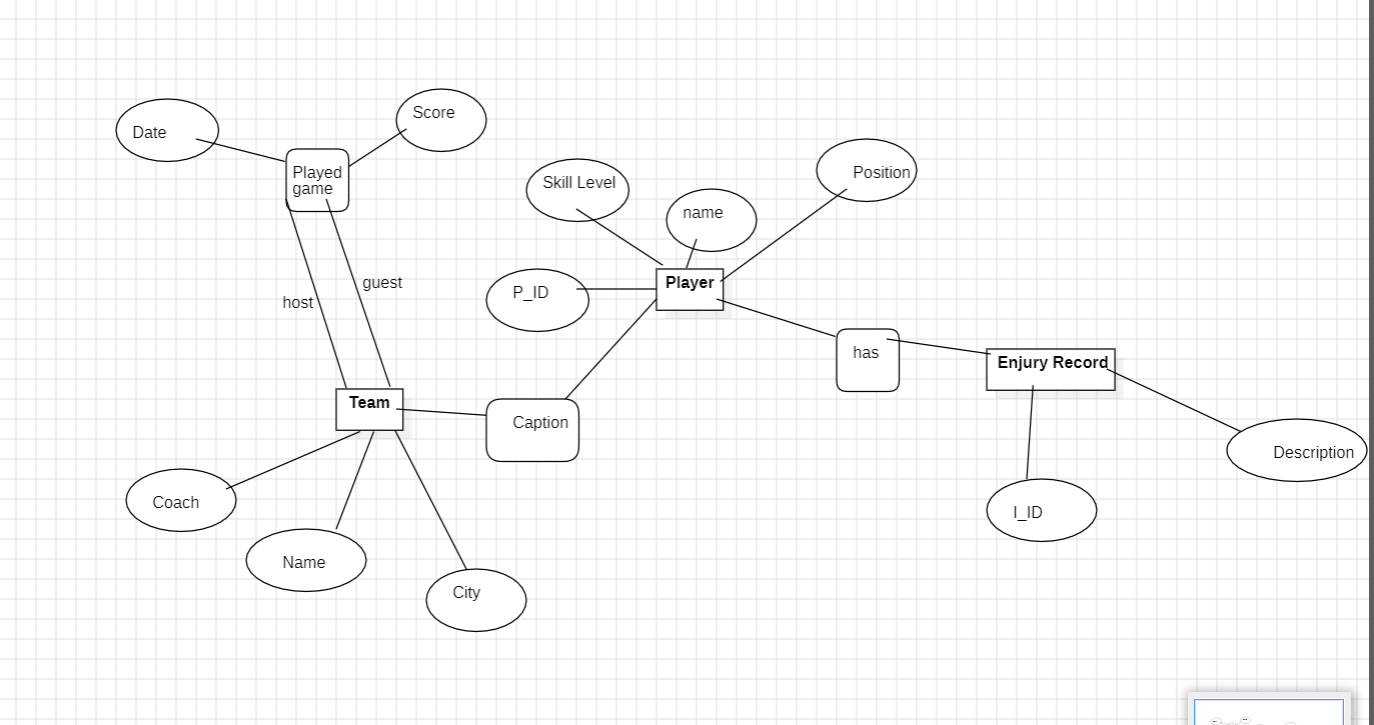 Score
Date
Played
game
Skill Level
Position
name
guest
Player
P_ID
host
has
Enjury Record
Team
Caption
Description
Coach
I_ID
Name
City